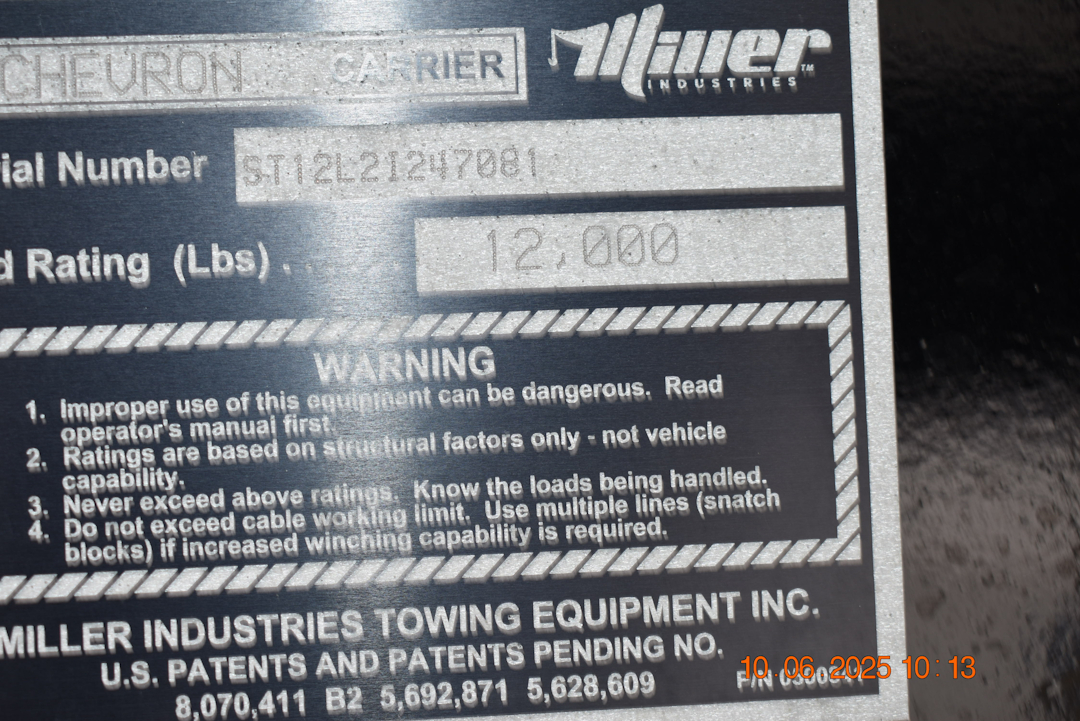 CHEVRON CARRIER Miller TM
INDUSTRIES
ial Number ST12L2I247081
d Rating (Lbs) . 12,000
WARNING
1. Improper use of this equipment can be dangerous. Read
operator's manual first.
2. Ratings are based on structural factors only - not vehicle
capability.
3. Never exceed above ratings. Know the loads being handled.
4. Do not exceed cable working limit. Use multiple lines (snatch
blocks) if increased winching capability is required.
MILLER INDUSTRIES TOWING EQUIPMENT INC.
U.S. PATENTS AND PATENTS PENDING NO.
8,070,411 B2 5,692,871 5,628,609
P/N
10.06.2025 10:13